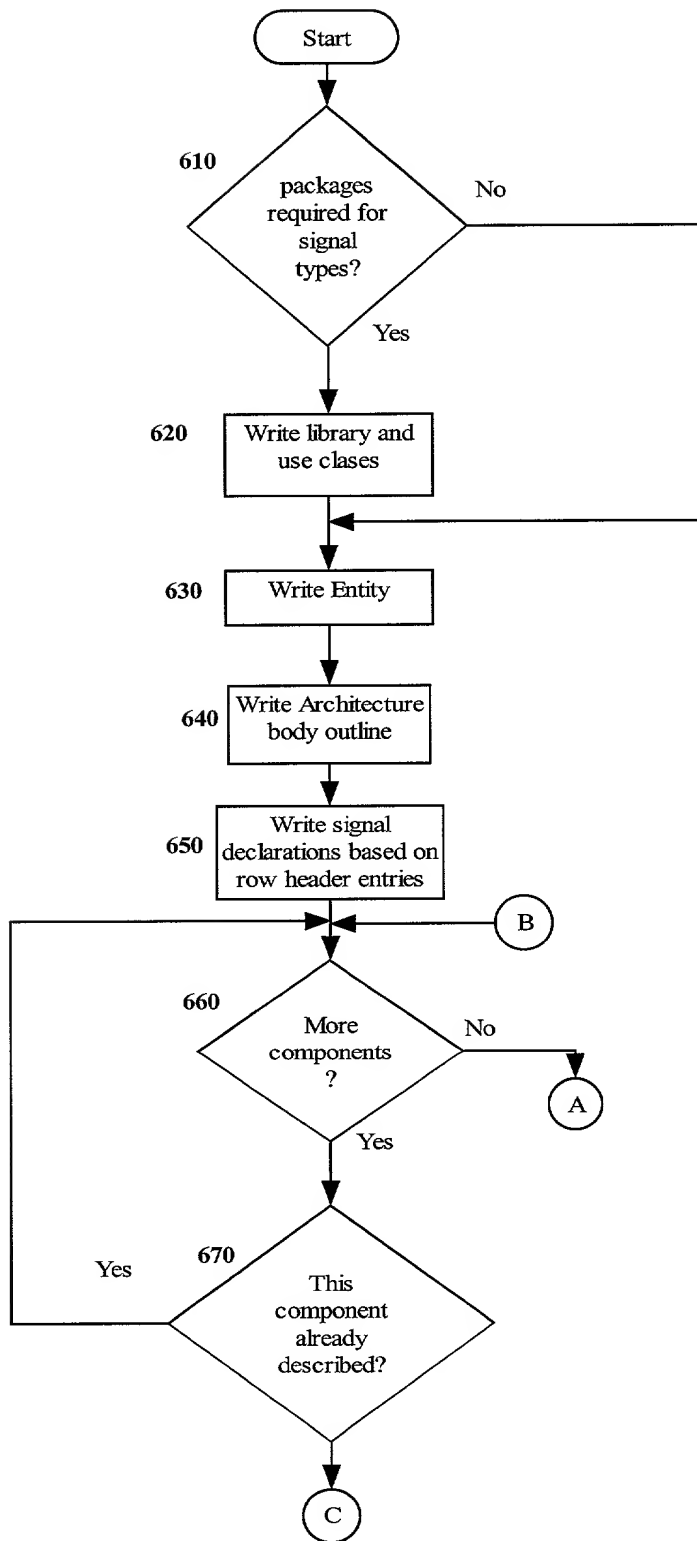 Start
610
packages
required for
signal
types?
No
Yes
620
Write library and
use clases
630
Write Entity
640
Write Architecture
body outline
650
Write signal
declarations based on
row header entries
B
660
More
components
?
No
A
Yes
670
Yes
This
component
already
described?
C